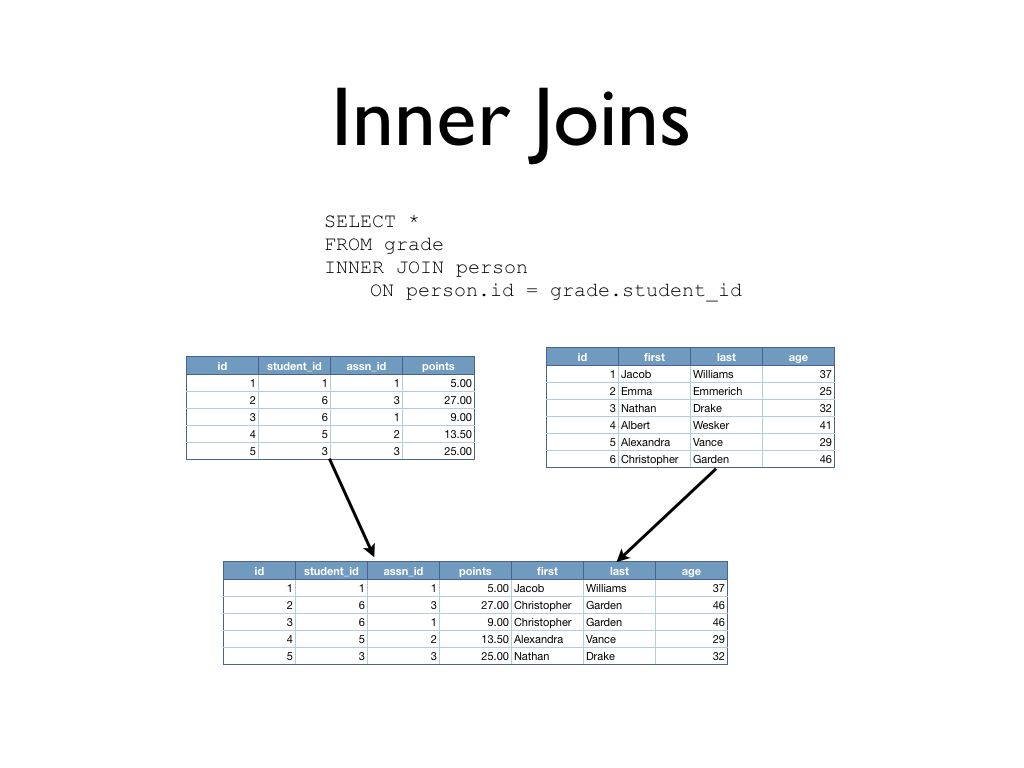 Inner Joins
SELECT *
FROM grade
INNER JOIN person
ON person.id = grade.student_id
id student_id assn_id points
1 1 1 5.00
2 6 3 27.00
3 6 1 9.00
4 5 2 13.50
5 3 3 25.00
id first last age
1 Jacob Williams 37
2 Emma Emmerich 25
3 Nathan Drake 32
4 Albert Wesker 41
5 Alexandra Vance 29
6 Christopher Garden 46
id student_id assn_id points first last age
1 1 1 5.00 Jacob Williams 37
2 6 3 27.00 Christopher Garden 46
3 6 1 9.00 Christopher Garden 46
4 5 2 13.50 Alexandra Vance 29
5 3 3 25.00 Nathan Drake 32